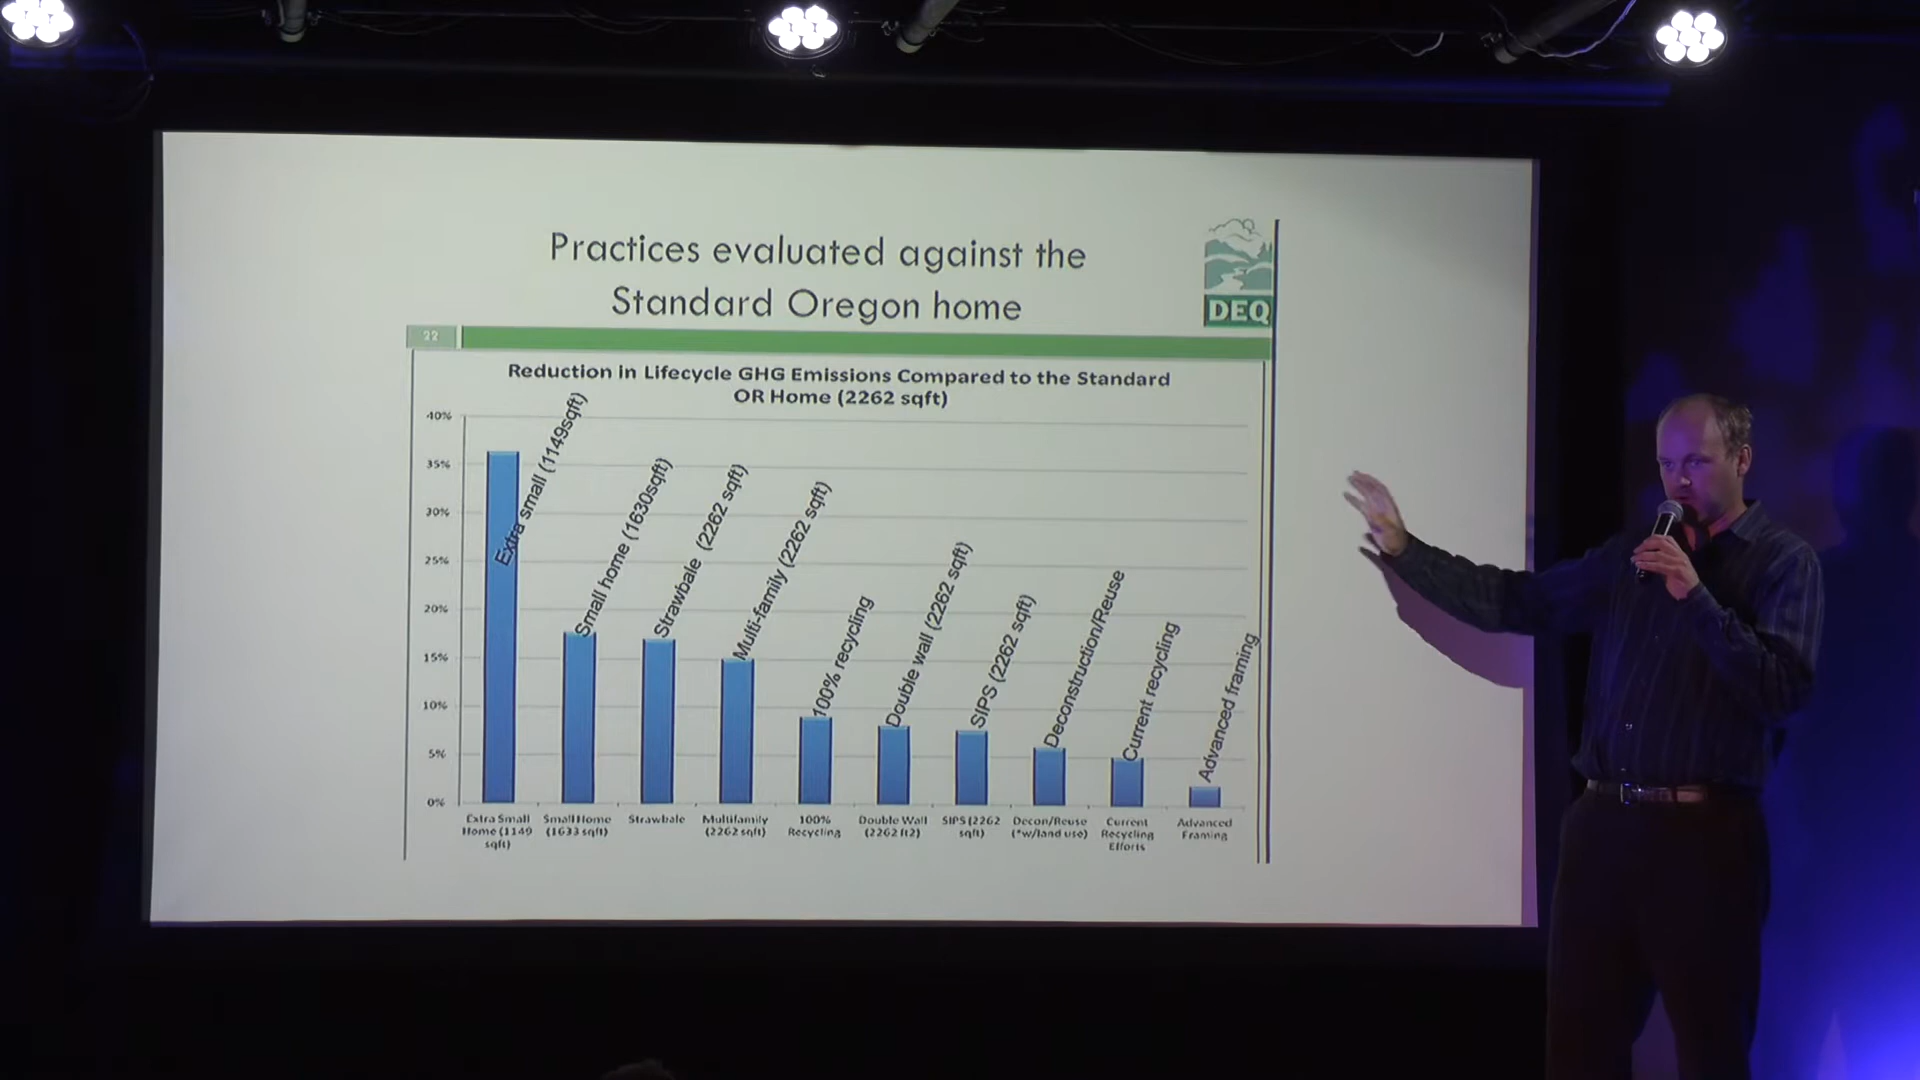 Practices evaluated against the
Standard Oregon home
DEQ
22
Reduction in Lifecycle GHG Emissions Compared to the Standard
OR Home (2262 sqft)
40%
35%
30%
25%
20%
15%
10%
5%
0%
Extra small (1149sqft)
Small home (1630sqft)
Strawbale (2262 sqft)
Multi-family (2262 sqft)
100% recycling
Double wall (2262 sqft)
SIPS (2262 sqft)
Deconstruction/Reuse
Current recycling
Advanced framing
Extra Small
Home (1149
sqft)
Small Home
(1633 sqft)
Strawbale
Multifamily
(2262 sqft)
100%
Recycling
Double Wall
(2262 ft2)
SIPS (2262
sqft)
Decon/Reuse
(*w/land use)
Current
Recycling
Efforts
Advanced
Framing